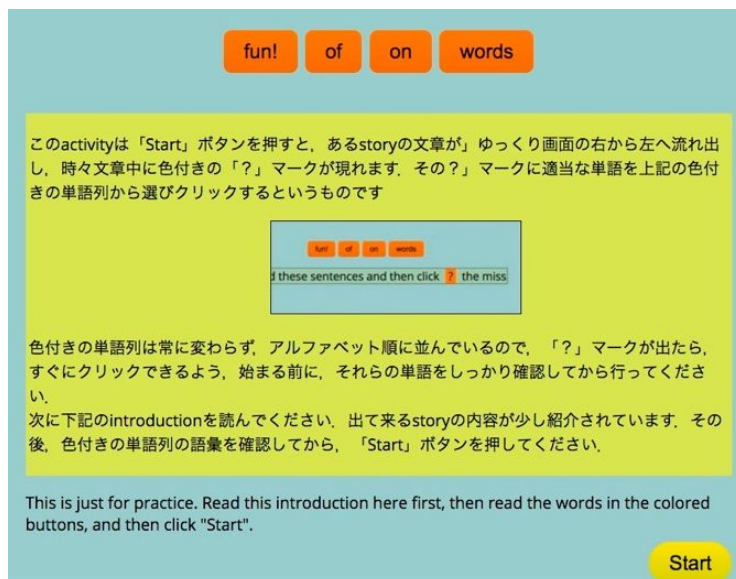 fun! of on words
このactivityは「Start」ボタンを押すと，あるstoryの文章が」ゆっくり画面の右から左へ流れ出
し，時々文章中に色付きの「？」マークが現れます．その？」マークに適当な単語を上記の色付
きの単語列から選びクリックするというものです
fun! of on words
d these sentences and then click ? the miss
色付きの単語列は常に変わらず，アルファベット順に並んでいるので，「？」マークが出たら，
すぐにクリックできるよう，始まる前に，それらの単語をしっかり確認してから行ってくださ
い．
次に下記のintroductionを読んでください．出て来るstoryの内容が少し紹介されています．その
後，色付きの単語列の語彙を確認してから，「Start」ボタンを押してください．
This is just for practice. Read this introduction here first, then read the words in the colored
buttons, and then click "Start".
Start